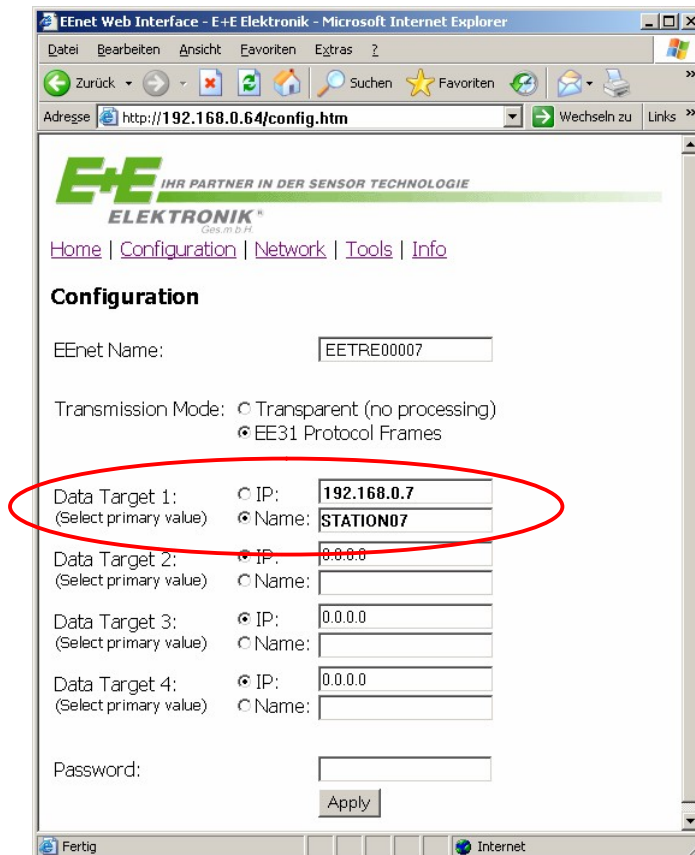 EEnet Web Interface - E+E Elektronik - Microsoft Internet Explorer
Datei Bearbeiten Ansicht Favoriten Extras ?
Zurück Suchen Favoriten »
Adresse http://192.168.0.64/config.htm Wechseln zu Links »
E+E IHR PARTNER IN DER SENSOR TECHNOLOGIE
ELEKTRONIK®
Ges.m.b.H.
Home | Configuration | Network | Tools | Info
Configuration
EEnet Name: EETRE00007
Transmission Mode: Transparent (no processing)
EE31 Protocol Frames
Data Target 1: IP: 192.168.0.7
(Select primary value) Name: STATION07
Data Target 2: IP: 0.0.0.0
(Select primary value) Name:
Data Target 3: IP: 0.0.0.0
(Select primary value) Name:
Data Target 4: IP: 0.0.0.0
(Select primary value) Name:
Password:
Apply
Fertig Internet